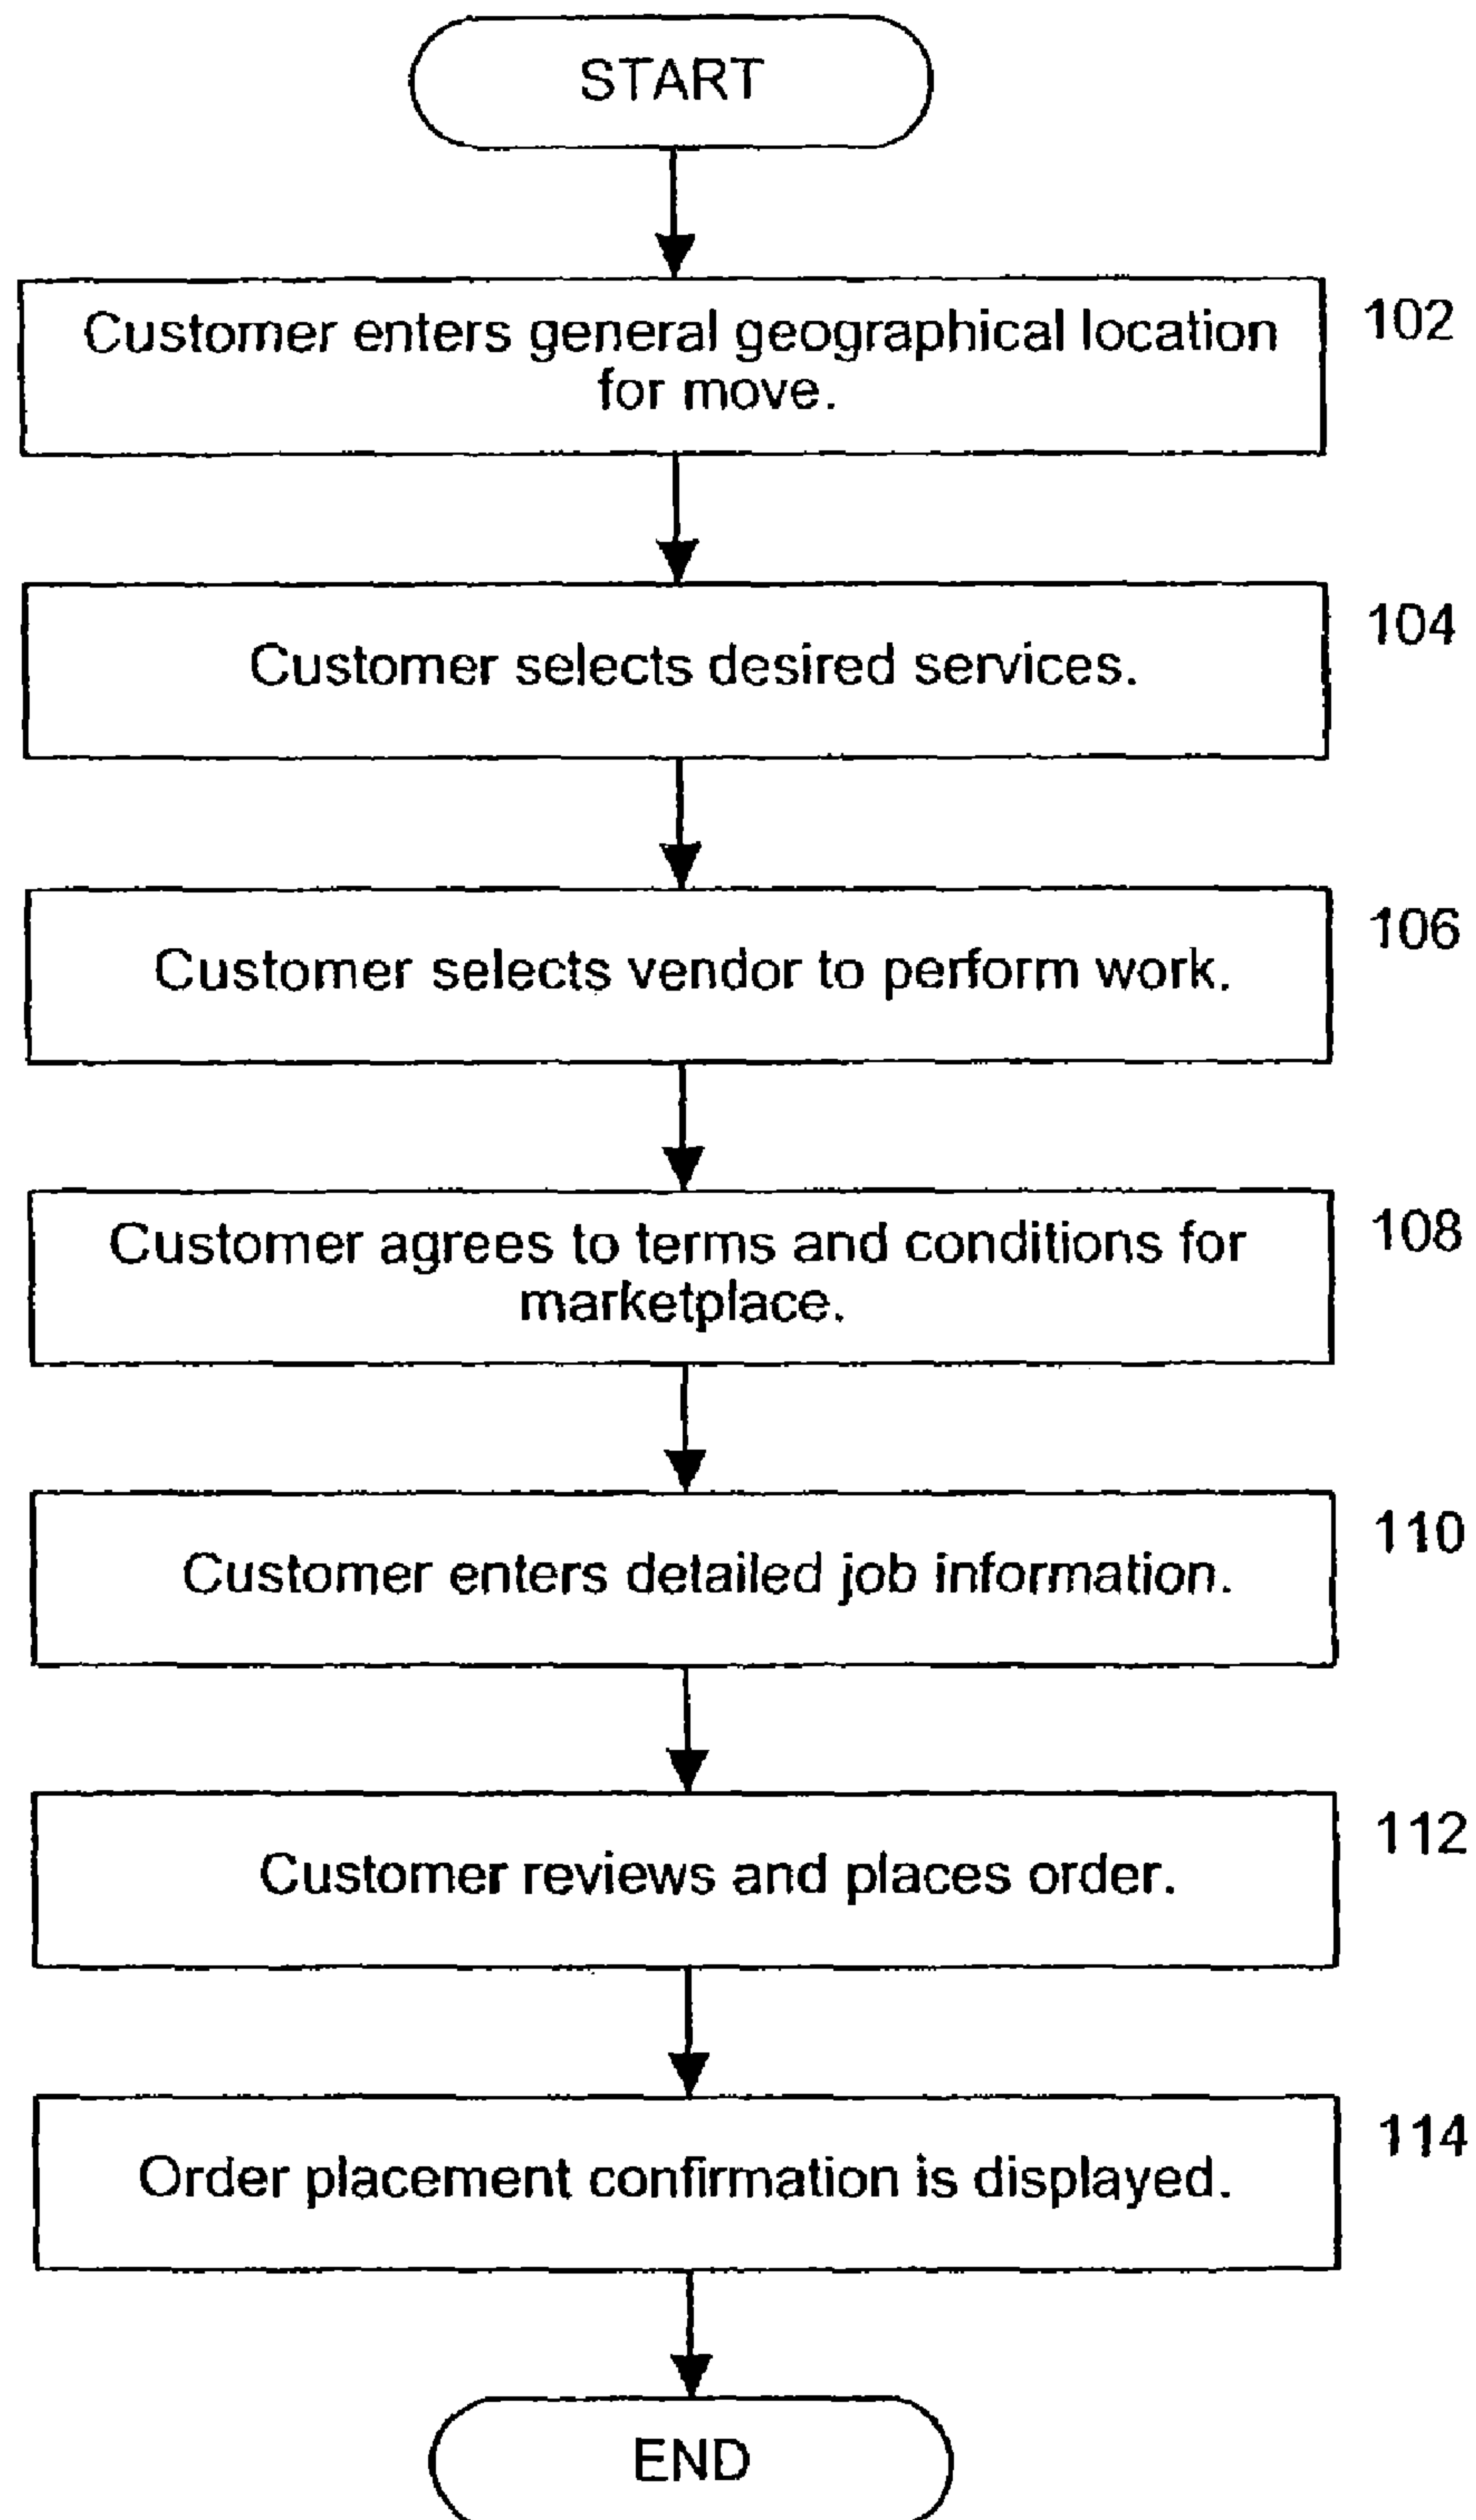 START
Customer enters general geographical location
for move.
102
Customer selects desired services.
104
Customer selects vendor to perform work.
106
Customer agrees to terms and conditions for
marketplace.
108
Customer enters detailed job information.
110
Customer reviews and places order.
112
Order placement confirmation is displayed.
114
END